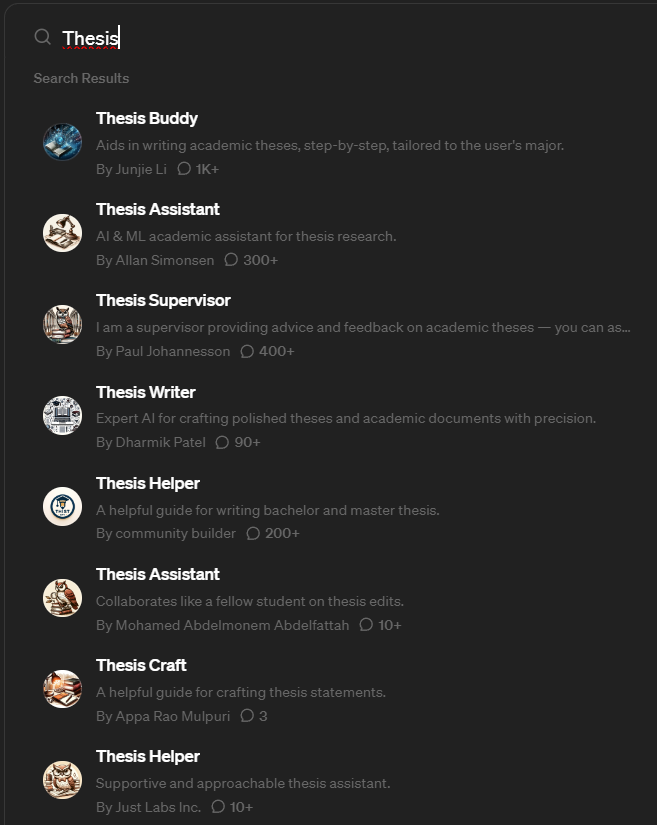 Thesis
Search Results
Thesis Buddy
Aids in writing academic theses, step-by-step, tailored to the user's major.
By Junjie Li 1K+
Thesis Assistant
AI & ML academic assistant for thesis research.
By Allan Simonsen 300+
Thesis Supervisor
I am a supervisor providing advice and feedback on academic theses — you can as...
By Paul Johannesson 400+
Thesis Writer
Expert AI for crafting polished theses and academic documents with precision.
By Dharmik Patel 90+
Thesis Helper
A helpful guide for writing bachelor and master thesis.
By community builder 200+
Thesis Assistant
Collaborates like a fellow student on thesis edits.
By Mohamed Abdelmonem Abdelfattah 10+
Thesis Craft
A helpful guide for crafting thesis statements.
By Appa Rao Mulpuri 3
Thesis Helper
Supportive and approachable thesis assistant.
By Just Labs Inc. 10+